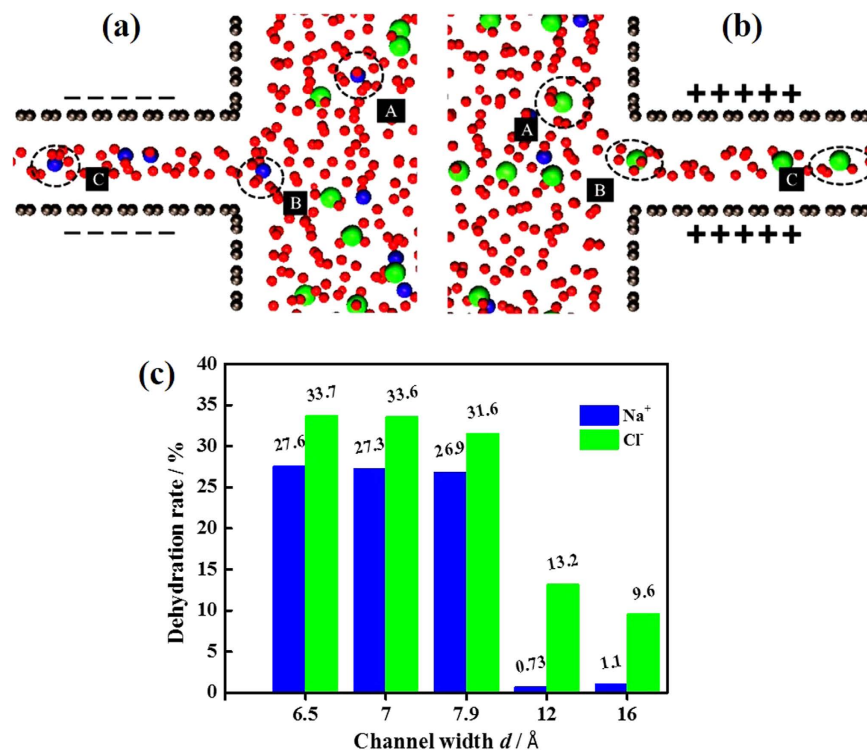 (a)
(b)
– – – – –
+++++
A
A
C
B
B
C
– – – – –
+++++
(c)
40
35
30
25
20
15
10
5
0
Dehydration rate / %
27.6
33.7
27.3
33.6
26.9
31.6
0.73
13.2
1.1
9.6
Na⁺
Cl⁻
6.5
7
7.9
12
16
Channel width d / Å